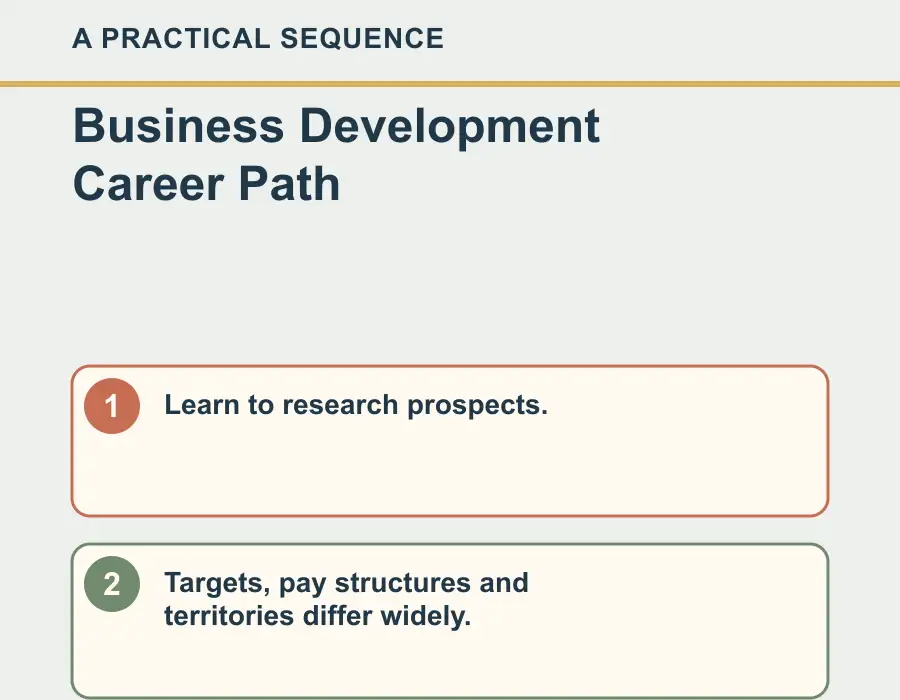 A PRACTICAL SEQUENCE
Business Development
Career Path
1
Learn to research prospects.
2
Targets, pay structures and
territories differ widely.